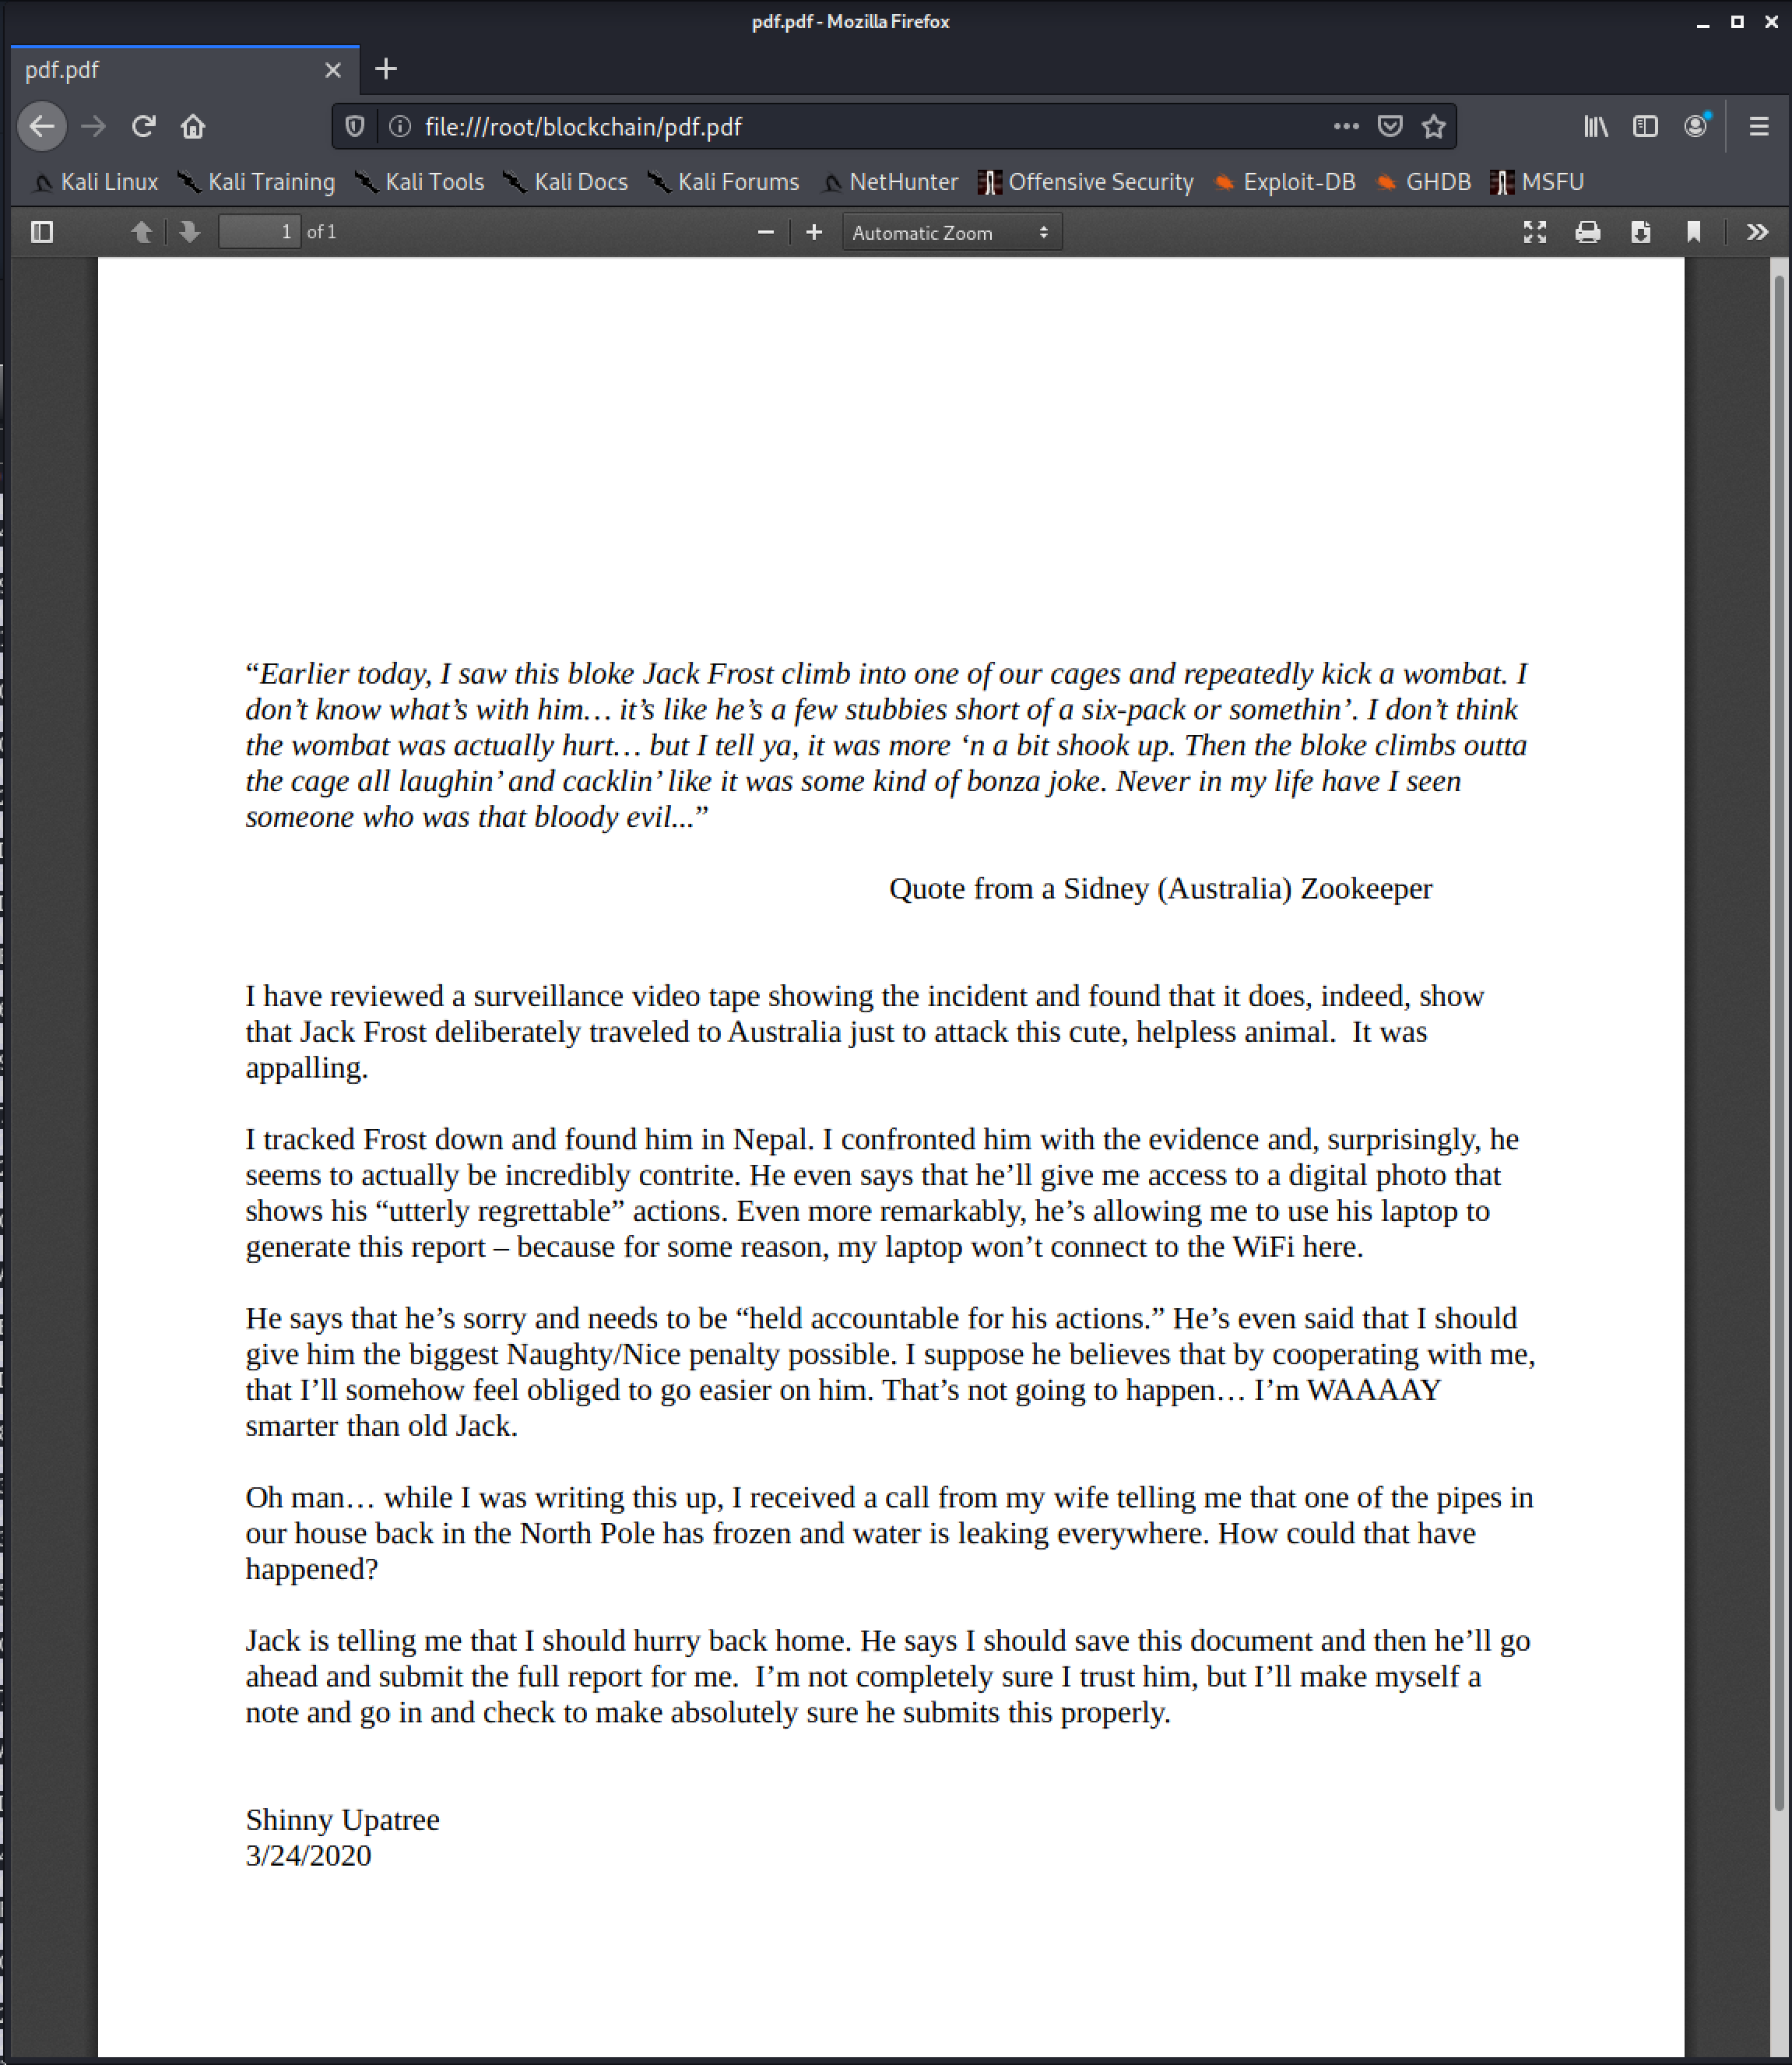 pdf.pdf - Mozilla Firefox
pdf.pdf
file:///root/blockchain/pdf.pdf
Kali Linux Kali Training Kali Tools Kali Docs Kali Forums NetHunter Offensive Security Exploit-DB GHDB MSFU
1 of 1 Automatic Zoom
“Earlier today, I saw this bloke Jack Frost climb into one of our cages and repeatedly kick a wombat. I
don’t know what’s with him… it’s like he’s a few stubbies short of a six-pack or somethin’. I don’t think
the wombat was actually hurt… but I tell ya, it was more ‘n a bit shook up. Then the bloke climbs outta
the cage all laughin’ and cacklin’ like it was some kind of bonza joke. Never in my life have I seen
someone who was that bloody evil...”
Quote from a Sidney (Australia) Zookeeper
I have reviewed a surveillance video tape showing the incident and found that it does, indeed, show
that Jack Frost deliberately traveled to Australia just to attack this cute, helpless animal.  It was
appalling.
I tracked Frost down and found him in Nepal. I confronted him with the evidence and, surprisingly, he
seems to actually be incredibly contrite. He even says that he’ll give me access to a digital photo that
shows his “utterly regrettable” actions. Even more remarkably, he’s allowing me to use his laptop to
generate this report – because for some reason, my laptop won’t connect to the WiFi here.
He says that he’s sorry and needs to be “held accountable for his actions.” He’s even said that I should
give him the biggest Naughty/Nice penalty possible. I suppose he believes that by cooperating with me,
that I’ll somehow feel obliged to go easier on him. That’s not going to happen… I’m WAAAAY
smarter than old Jack.
Oh man… while I was writing this up, I received a call from my wife telling me that one of the pipes in
our house back in the North Pole has frozen and water is leaking everywhere. How could that have
happened?
Jack is telling me that I should hurry back home. He says I should save this document and then he’ll go
ahead and submit the full report for me.  I’m not completely sure I trust him, but I’ll make myself a
note and go in and check to make absolutely sure he submits this properly.
Shinny Upatree
3/24/2020